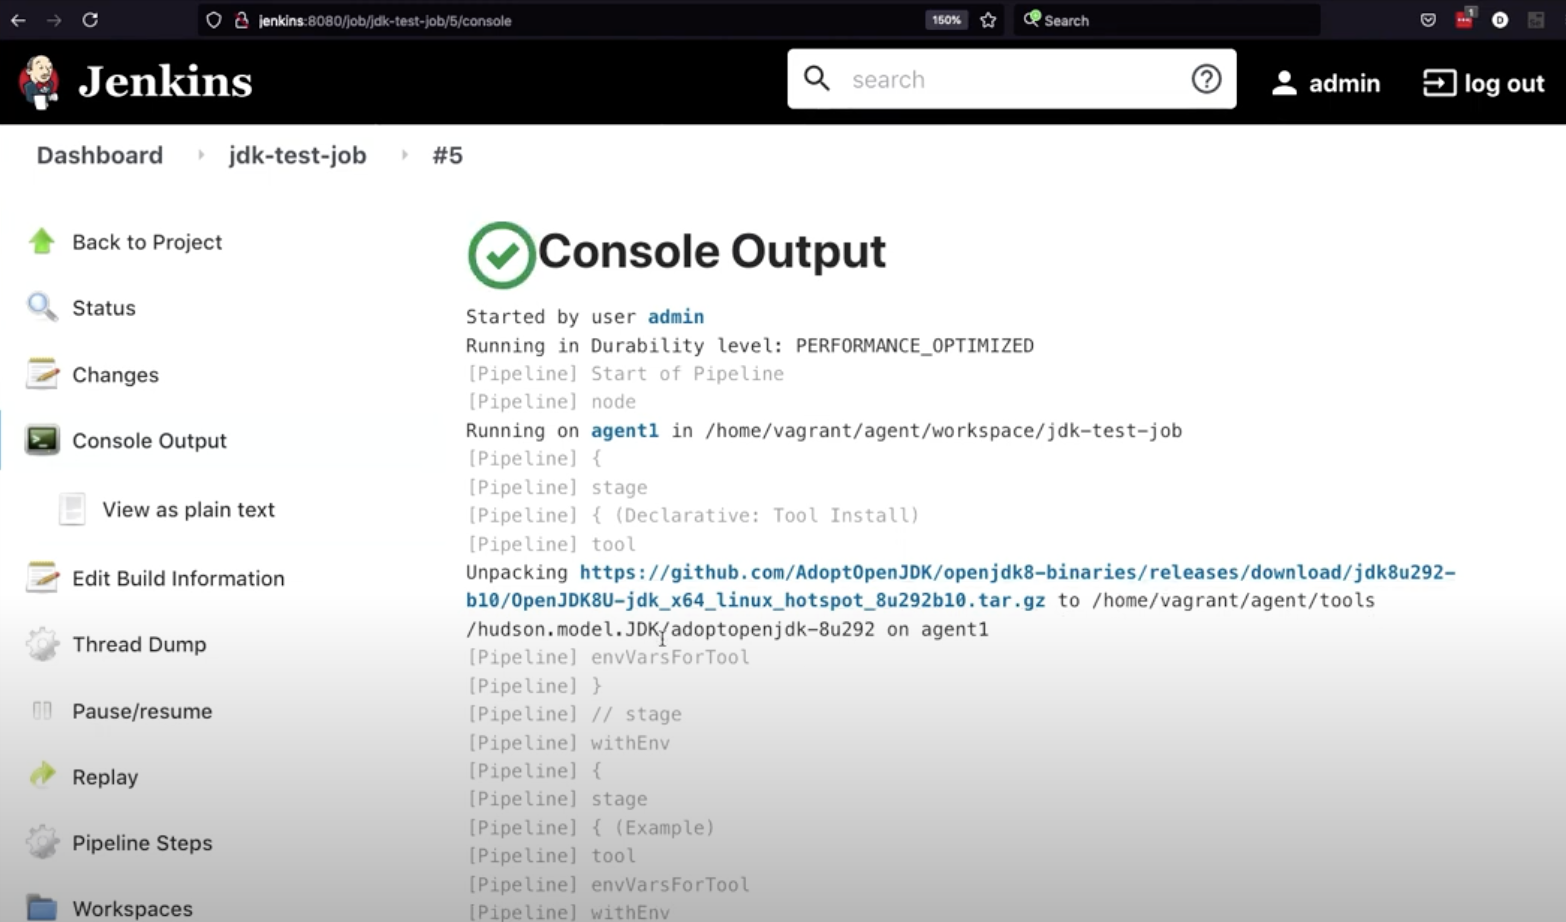 jenkins:8080/job/jdk-test-job/5/console
150%
Search
1
D
Jenkins
search
admin
log out
Dashboard
jdk-test-job
#5
Back to Project
Status
Changes
Console Output
View as plain text
Edit Build Information
Thread Dump
Pause/resume
Replay
Pipeline Steps
Workspaces
Console Output
Started by user admin
Running in Durability level: PERFORMANCE_OPTIMIZED
[Pipeline] Start of Pipeline
[Pipeline] node
Running on agent1 in /home/vagrant/agent/workspace/jdk-test-job
[Pipeline] {
[Pipeline] stage
[Pipeline] { (Declarative: Tool Install)
[Pipeline] tool
Unpacking https://github.com/AdoptOpenJDK/openjdk8-binaries/releases/download/jdk8u292-
b10/OpenJDK8U-jdk_x64_linux_hotspot_8u292b10.tar.gz to /home/vagrant/agent/tools
/hudson.model.JDK/adoptopenjdk-8u292 on agent1
[Pipeline] envVarsForTool
[Pipeline] }
[Pipeline] // stage
[Pipeline] withEnv
[Pipeline] {
[Pipeline] stage
[Pipeline] { (Example)
[Pipeline] tool
[Pipeline] envVarsForTool
[Pipeline] withEnv